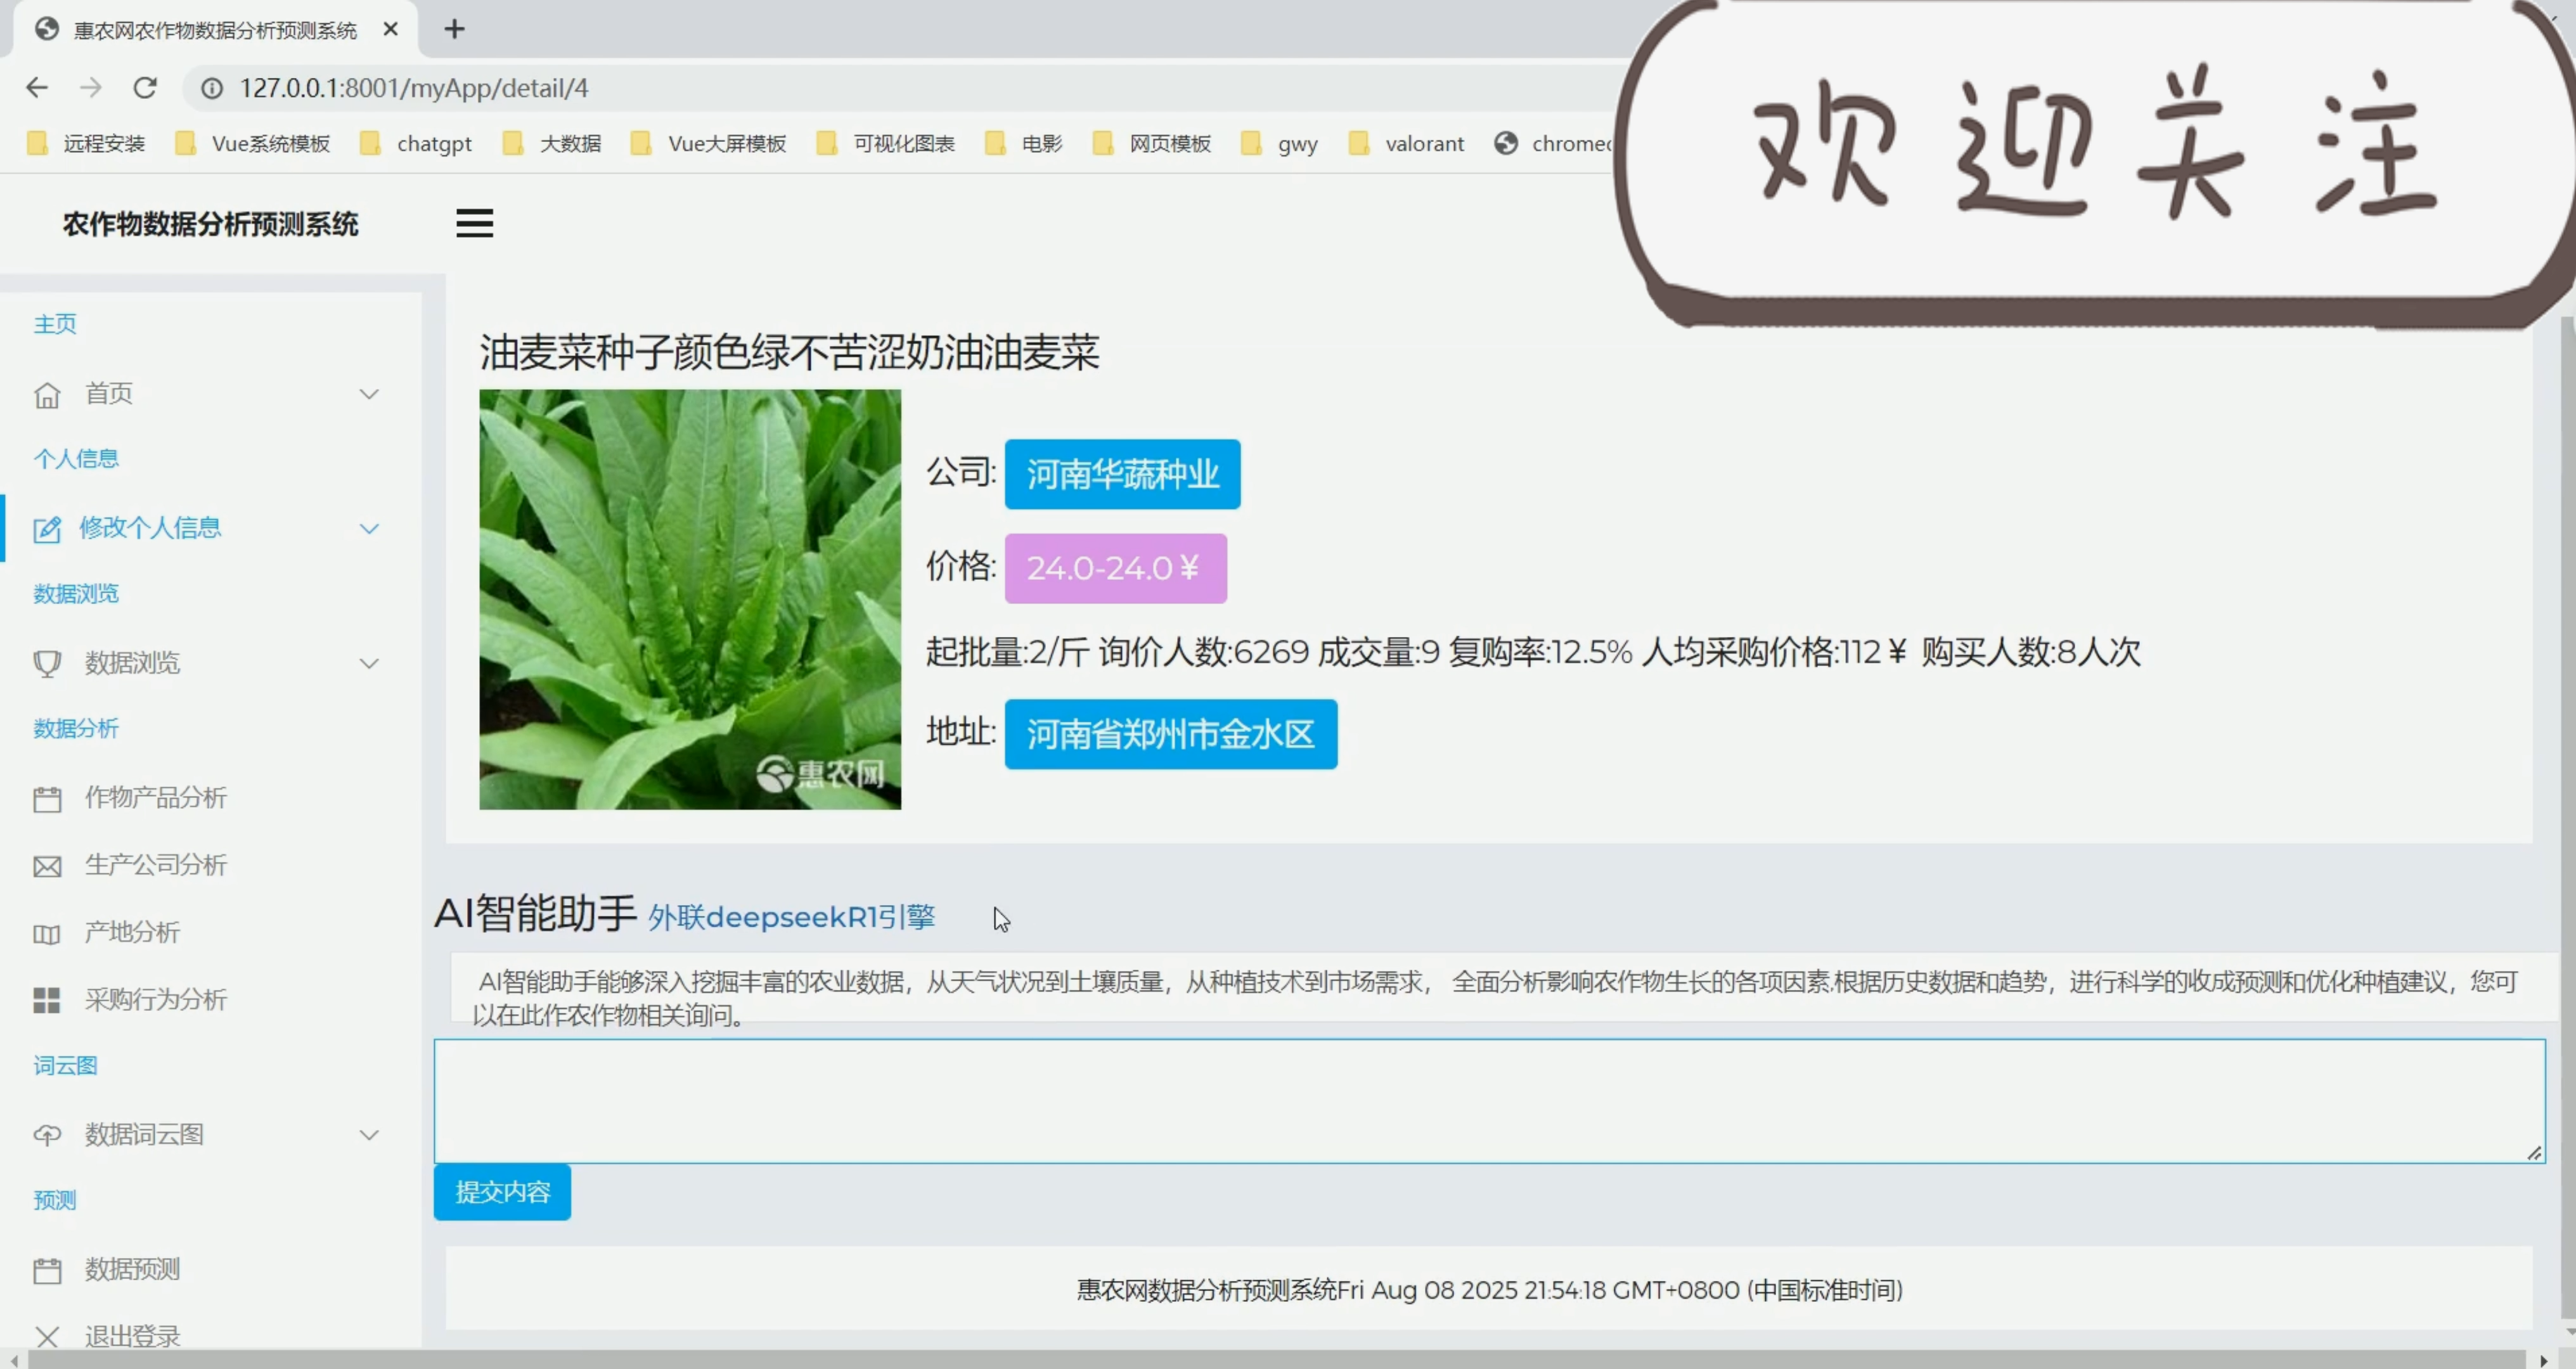 惠农网农作物数据分析预测系统
127.0.0.1:8001/myApp/detail/4
远程安装 Vue系统模板 chatgpt 大数据 Vue大屏模板 可视化图表 电影 网页模板 gwy valorant chromec
欢迎关注
农作物数据分析预测系统
主页
首页
个人信息
修改个人信息
数据浏览
数据浏览
数据分析
作物产品分析
生产公司分析
产地分析
采购行为分析
词云图
数据词云图
预测
数据预测
退出登录
油麦菜种子颜色绿不苦涩奶油油麦菜
惠农网
公司: 河南华蔬种业
价格: 24.0-24.0￥
起批量:2/斤 询价人数:6269 成交量:9 复购率:12.5% 人均采购价格:112￥ 购买人数:8人次
地址: 河南省郑州市金水区
AI智能助手 外联deepseekR1引擎
AI智能助手能够深入挖掘丰富的农业数据，从天气状况到土壤质量，从种植技术到市场需求， 全面分析影响农作物生长的各项因素.根据历史数据和趋势，进行科学的收成预测和优化种植建议，您可
以在此作农作物相关询问。
提交内容
惠农网数据分析预测系统Fri Aug 08 2025 21:54:18 GMT+0800 (中国标准时间)